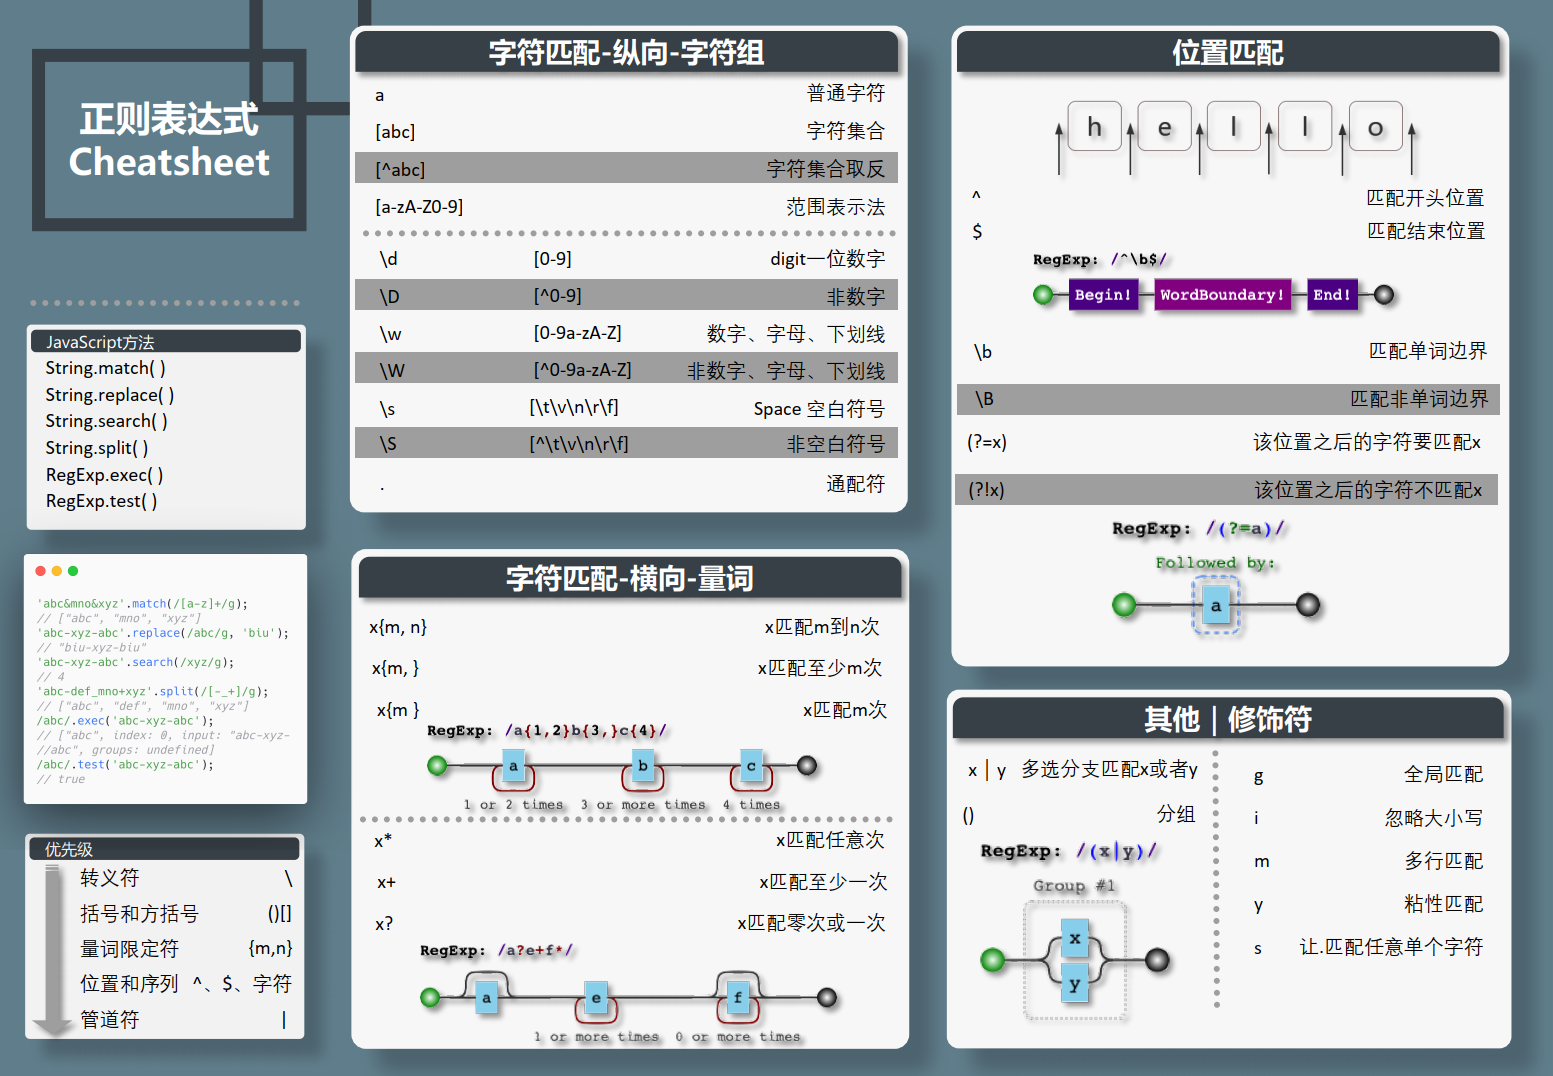 正则表达式
Cheatsheet
JavaScript方法
String.match( )
String.replace( )
String.search( )
String.split( )
RegExp.exec( )
RegExp.test( )
'abc&mno&xyz'.match(/[a-z]+/g);
// ["abc", "mno", "xyz"]
'abc-xyz-abc'.replace(/abc/g, 'biu');
// "biu-xyz-biu"
'abc-xyz-abc'.search(/xyz/g);
// 4
'abc-def_mno+xyz'.split(/[-_+]/g);
// ["abc", "def", "mno", "xyz"]
/abc/.exec('abc-xyz-abc');
// ["abc", index: 0, input: "abc-xyz-
//abc", groups: undefined]
/abc/.test('abc-xyz-abc');
// true
优先级
转义符 \
括号和方括号 ()[]
量词限定符 {m,n}
位置和序列 ^、$、字符
管道符 |
字符匹配-纵向-字符组
a 普通字符
[abc] 字符集合
[^abc] 字符集合取反
[a-zA-Z0-9] 范围表示法
\d [0-9] digit一位数字
\D [^0-9] 非数字
\w [0-9a-zA-Z] 数字、字母、下划线
\W [^0-9a-zA-Z] 非数字、字母、下划线
\s [\t\v\n\r\f] Space 空白符号
\S [^\t\v\n\r\f] 非空白符号
. 通配符
字符匹配-横向-量词
x{m, n} x匹配m到n次
x{m, } x匹配至少m次
x{m } x匹配m次
RegExp: /a{1,2}b{3,}c{4}/
a b c
1 or 2 times 3 or more times 4 times
x* x匹配任意次
x+ x匹配至少一次
x? x匹配零次或一次
RegExp: /a?e+f*/
a e f
1 or more times 0 or more times
位置匹配
h e l l o
^ 匹配开头位置
$ 匹配结束位置
RegExp: /^\b$/
Begin! WordBoundary! End!
\b 匹配单词边界
\B 匹配非单词边界
(?=x) 该位置之后的字符要匹配x
(?!x) 该位置之后的字符不匹配x
RegExp: /(?=a)/
Followed by:
a
其他 | 修饰符
x | y 多选分支匹配x或者y
() 分组
RegExp: /(x|y)/
Group #1
x
y
g 全局匹配
i 忽略大小写
m 多行匹配
y 粘性匹配
s 让.匹配任意单个字符